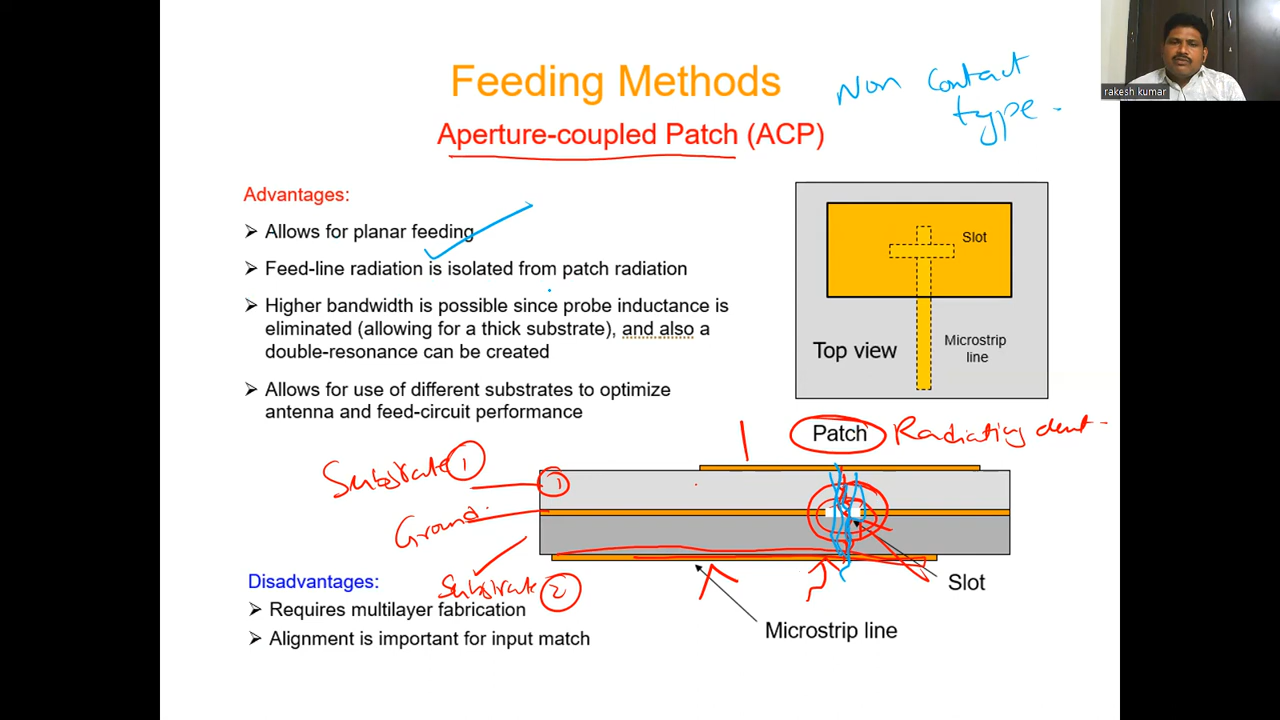 Feeding Methods
Non Contact
type.
rakesh kumar
Aperture-coupled Patch (ACP)
Advantages:
➢ Allows for planar feeding
➢ Feed-line radiation is isolated from patch radiation
➢ Higher bandwidth is possible since probe inductance is
eliminated (allowing for a thick substrate), and also a
double-resonance can be created
➢ Allows for use of different substrates to optimize
antenna and feed-circuit performance
Slot
Top view
Microstrip
line
Patch
Radiating
Substrate 1
1
Ground
Substrate 2
Slot
Microstrip line
Disadvantages:
➢ Requires multilayer fabrication
➢ Alignment is important for input match